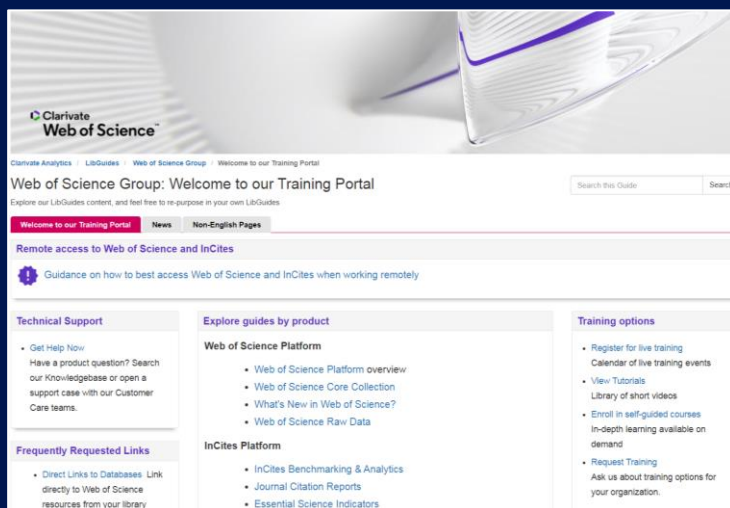 Clarivate
Web of Science™
Clarivate Analytics / LibGuides / Web of Science Group / Welcome to our Training Portal
Web of Science Group: Welcome to our Training Portal
Search this Guide
Search
Explore our LibGuides content, and feel free to re-purpose in your own LibGuides
Welcome to our Training Portal
News
Non-English Pages
Remote access to Web of Science and InCites
Guidance on how to best access Web of Science and InCites when working remotely
Technical Support
Get Help Now
Have a product question? Search
our Knowledgebase or open a
support case with our Customer
Care teams.
Frequently Requested Links
Direct Links to Databases Link
directly to Web of Science
resources from your library
Explore guides by product
Web of Science Platform
Web of Science Platform overview
Web of Science Core Collection
What's New in Web of Science?
Web of Science Raw Data
InCites Platform
InCites Benchmarking & Analytics
Journal Citation Reports
Essential Science Indicators
Training options
Register for live training
Calendar of live training events
View Tutorials
Library of short videos
Enroll in self-guided courses
In-depth learning available on
demand
Request Training
Ask us about training options for
your organization.